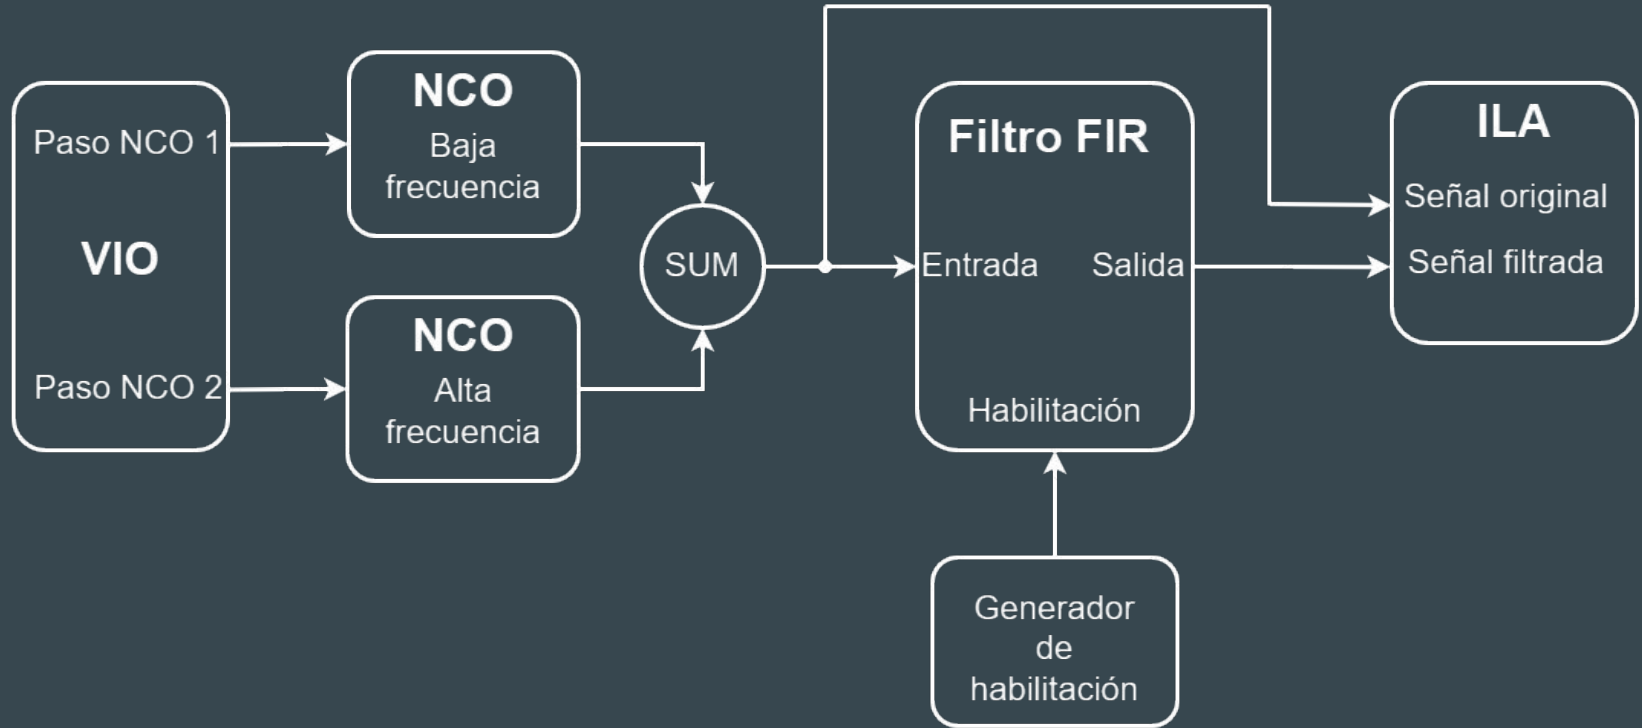 Paso NCO 1
VIO
Paso NCO 2
NCO
Baja
frecuencia
NCO
Alta
frecuencia
SUM
Filtro FIR
Entrada
Salida
Habilitación
Generador
de
habilitación
ILA
Señal original
Señal filtrada